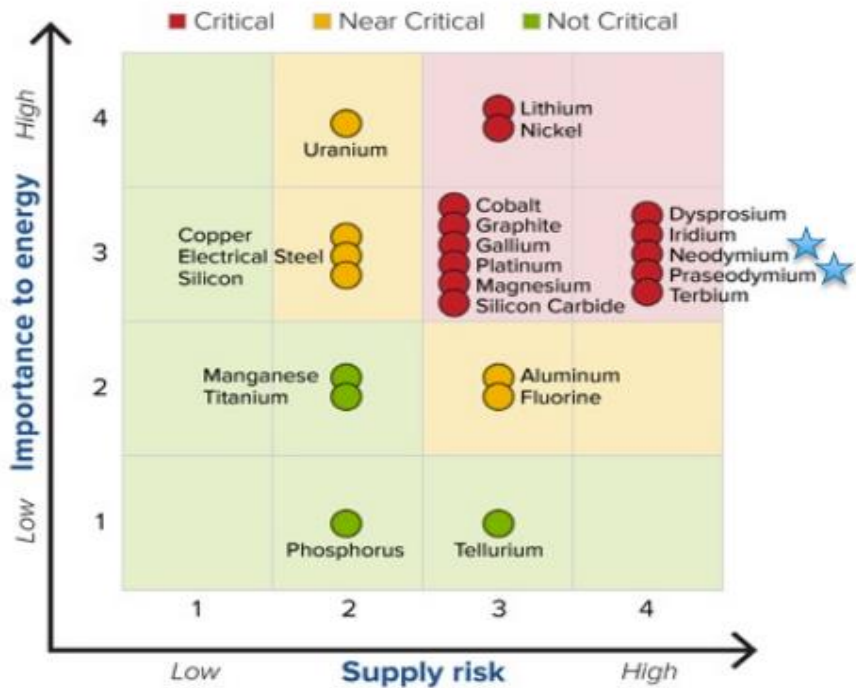 Critical Near Critical Not Critical
High
4
Uranium
Lithium
Nickel
Importance to energy
3
Copper
Electrical Steel
Silicon
Cobalt
Graphite
Gallium
Platinum
Magnesium
Silicon Carbide
Dysprosium
Iridium
Neodymium
Praseodymium
Terbium
2
Manganese
Titanium
Aluminum
Fluorine
Low
1
Phosphorus
Tellurium
1 2 3 4
Low Supply risk High